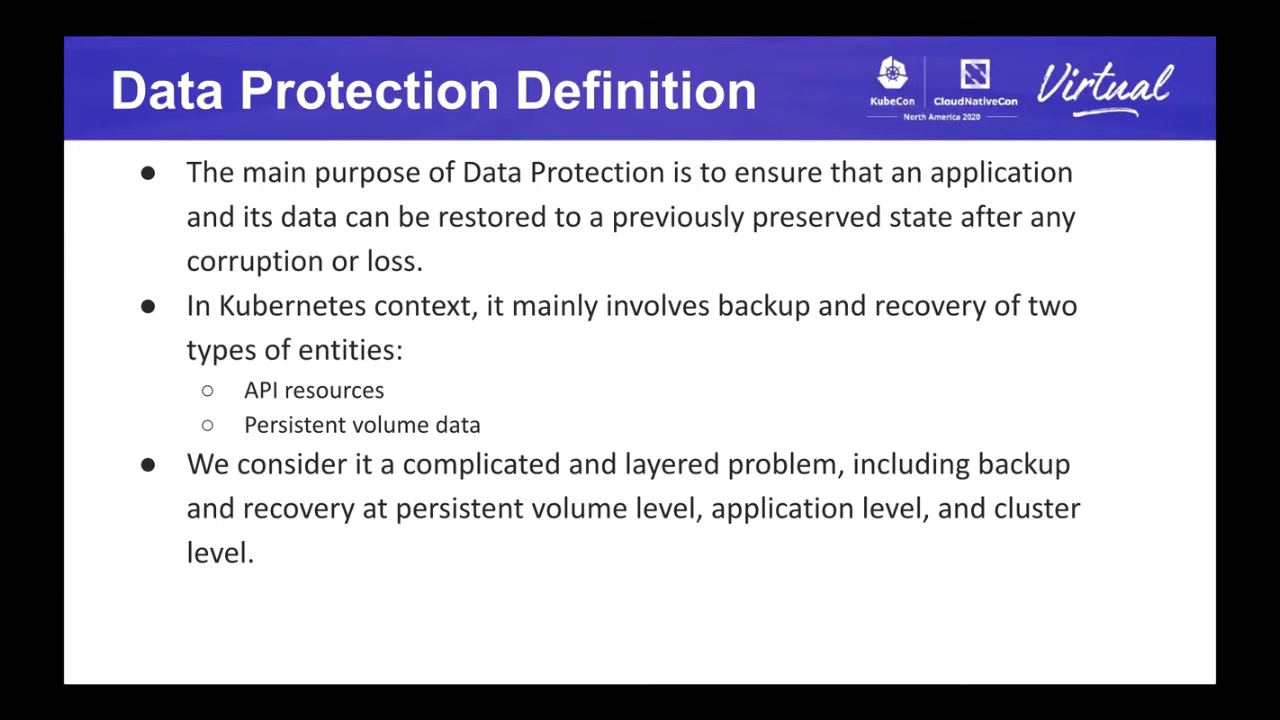 Data Protection Definition
KubeCon
CloudNativeCon
North America 2020
Virtual
● The main purpose of Data Protection is to ensure that an application
and its data can be restored to a previously preserved state after any
corruption or loss.
● In Kubernetes context, it mainly involves backup and recovery of two
types of entities:
○ API resources
○ Persistent volume data
● We consider it a complicated and layered problem, including backup
and recovery at persistent volume level, application level, and cluster
level.